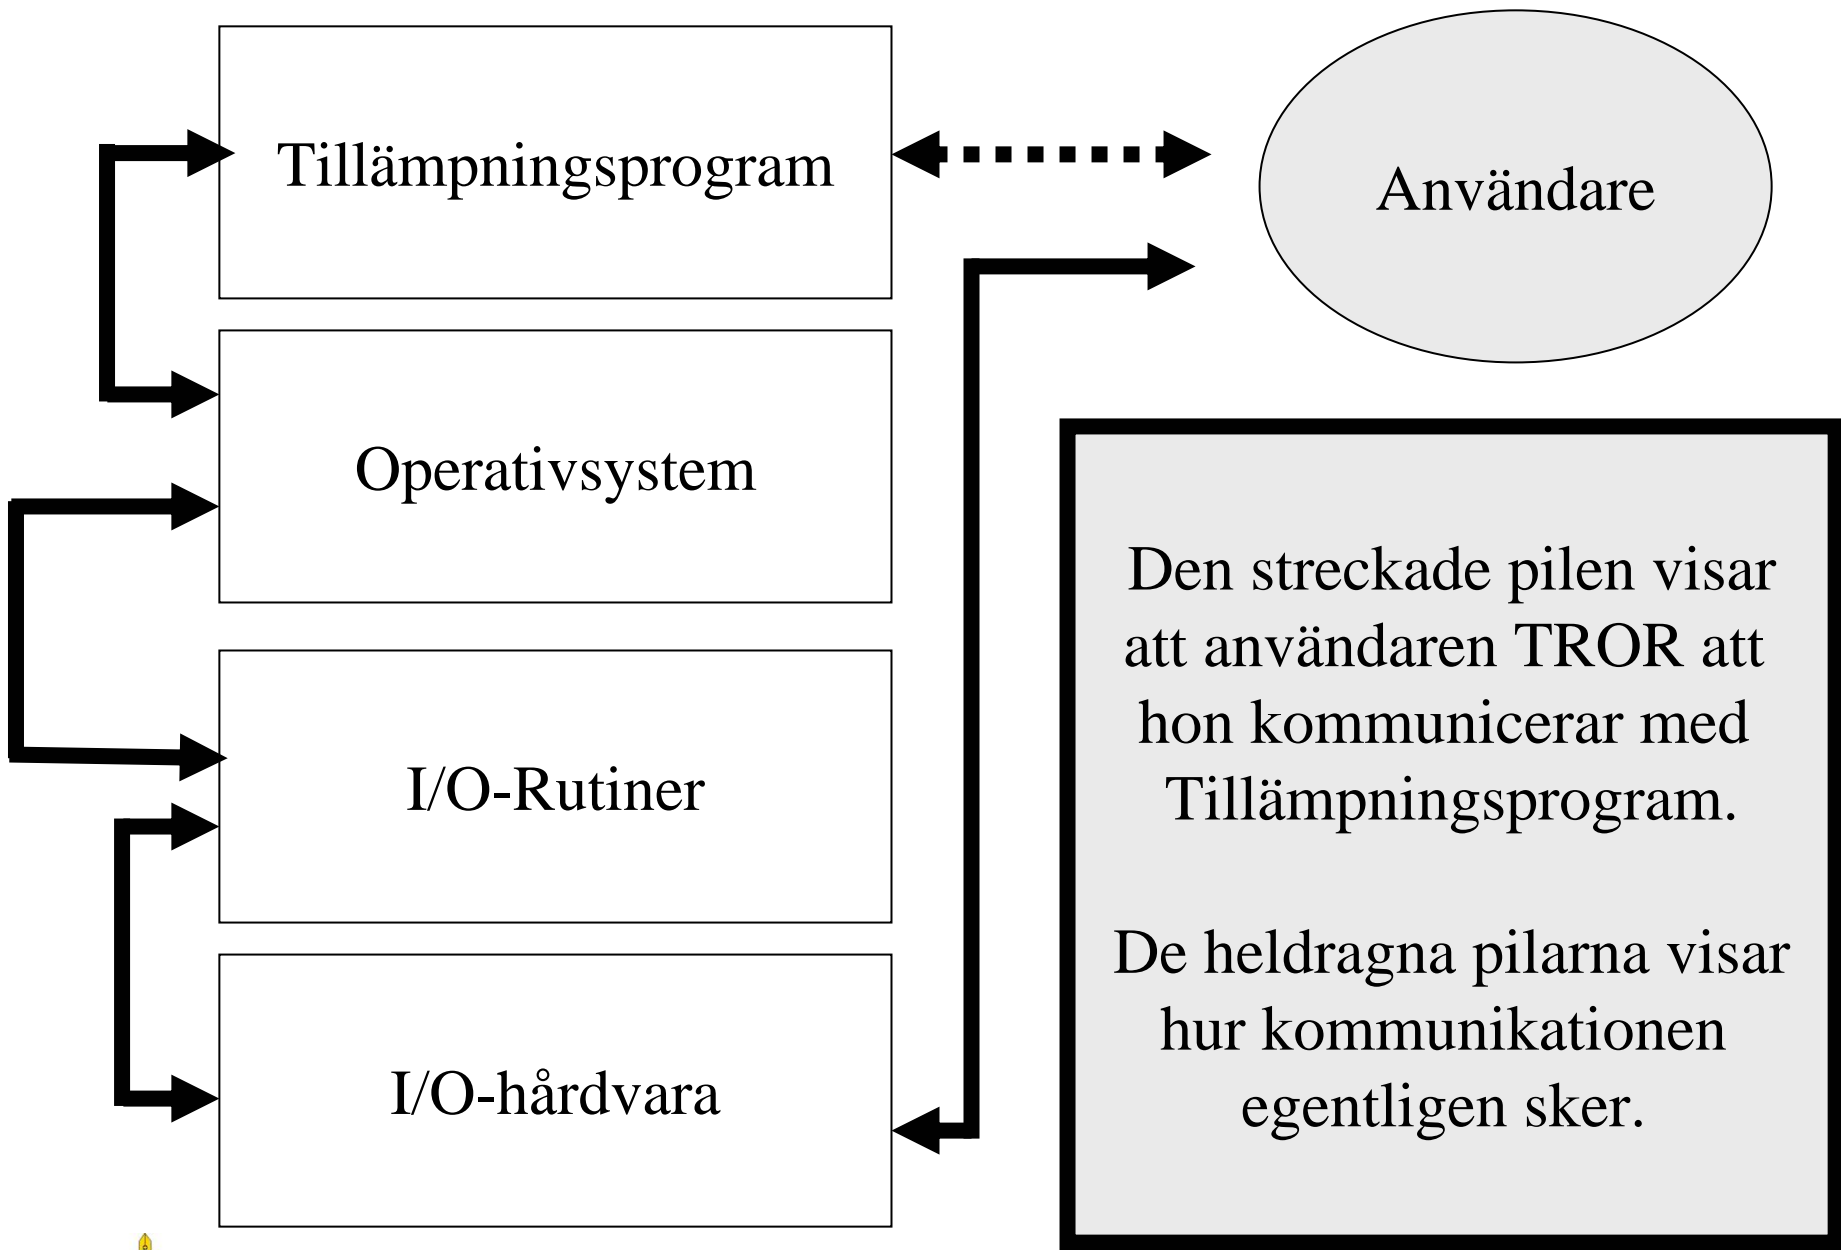 Tillämpningsprogram
Användare
Operativsystem
I/O-Rutiner
I/O-hårdvara
Den streckade pilen visar
att användaren TROR att
hon kommunicerar med
Tillämpningsprogram.
De heldragna pilarna visar
hur kommunikationen
egentligen sker.